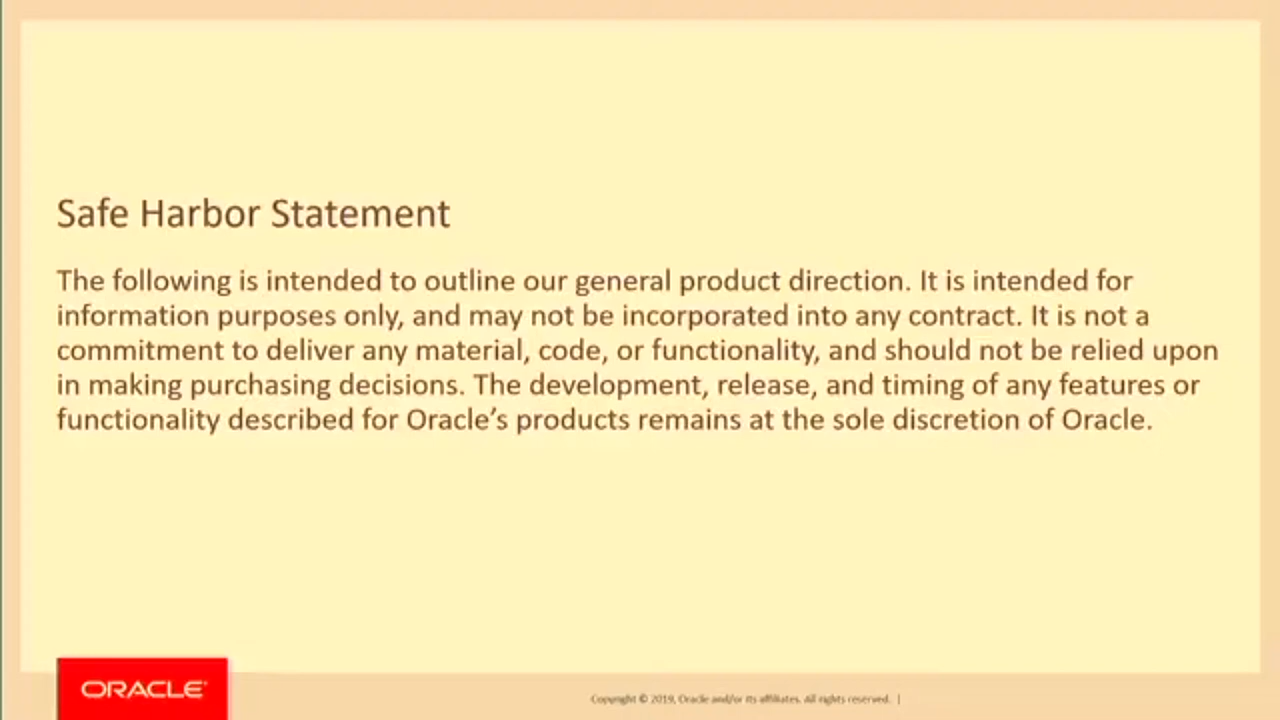 Safe Harbor Statement
The following is intended to outline our general product direction. It is intended for
information purposes only, and may not be incorporated into any contract. It is not a
commitment to deliver any material, code, or functionality, and should not be relied upon
in making purchasing decisions. The development, release, and timing of any features or
functionality described for Oracle’s products remains at the sole discretion of Oracle.
ORACLE®
Copyright © 2019, Oracle and/or its affiliates. All rights reserved. |